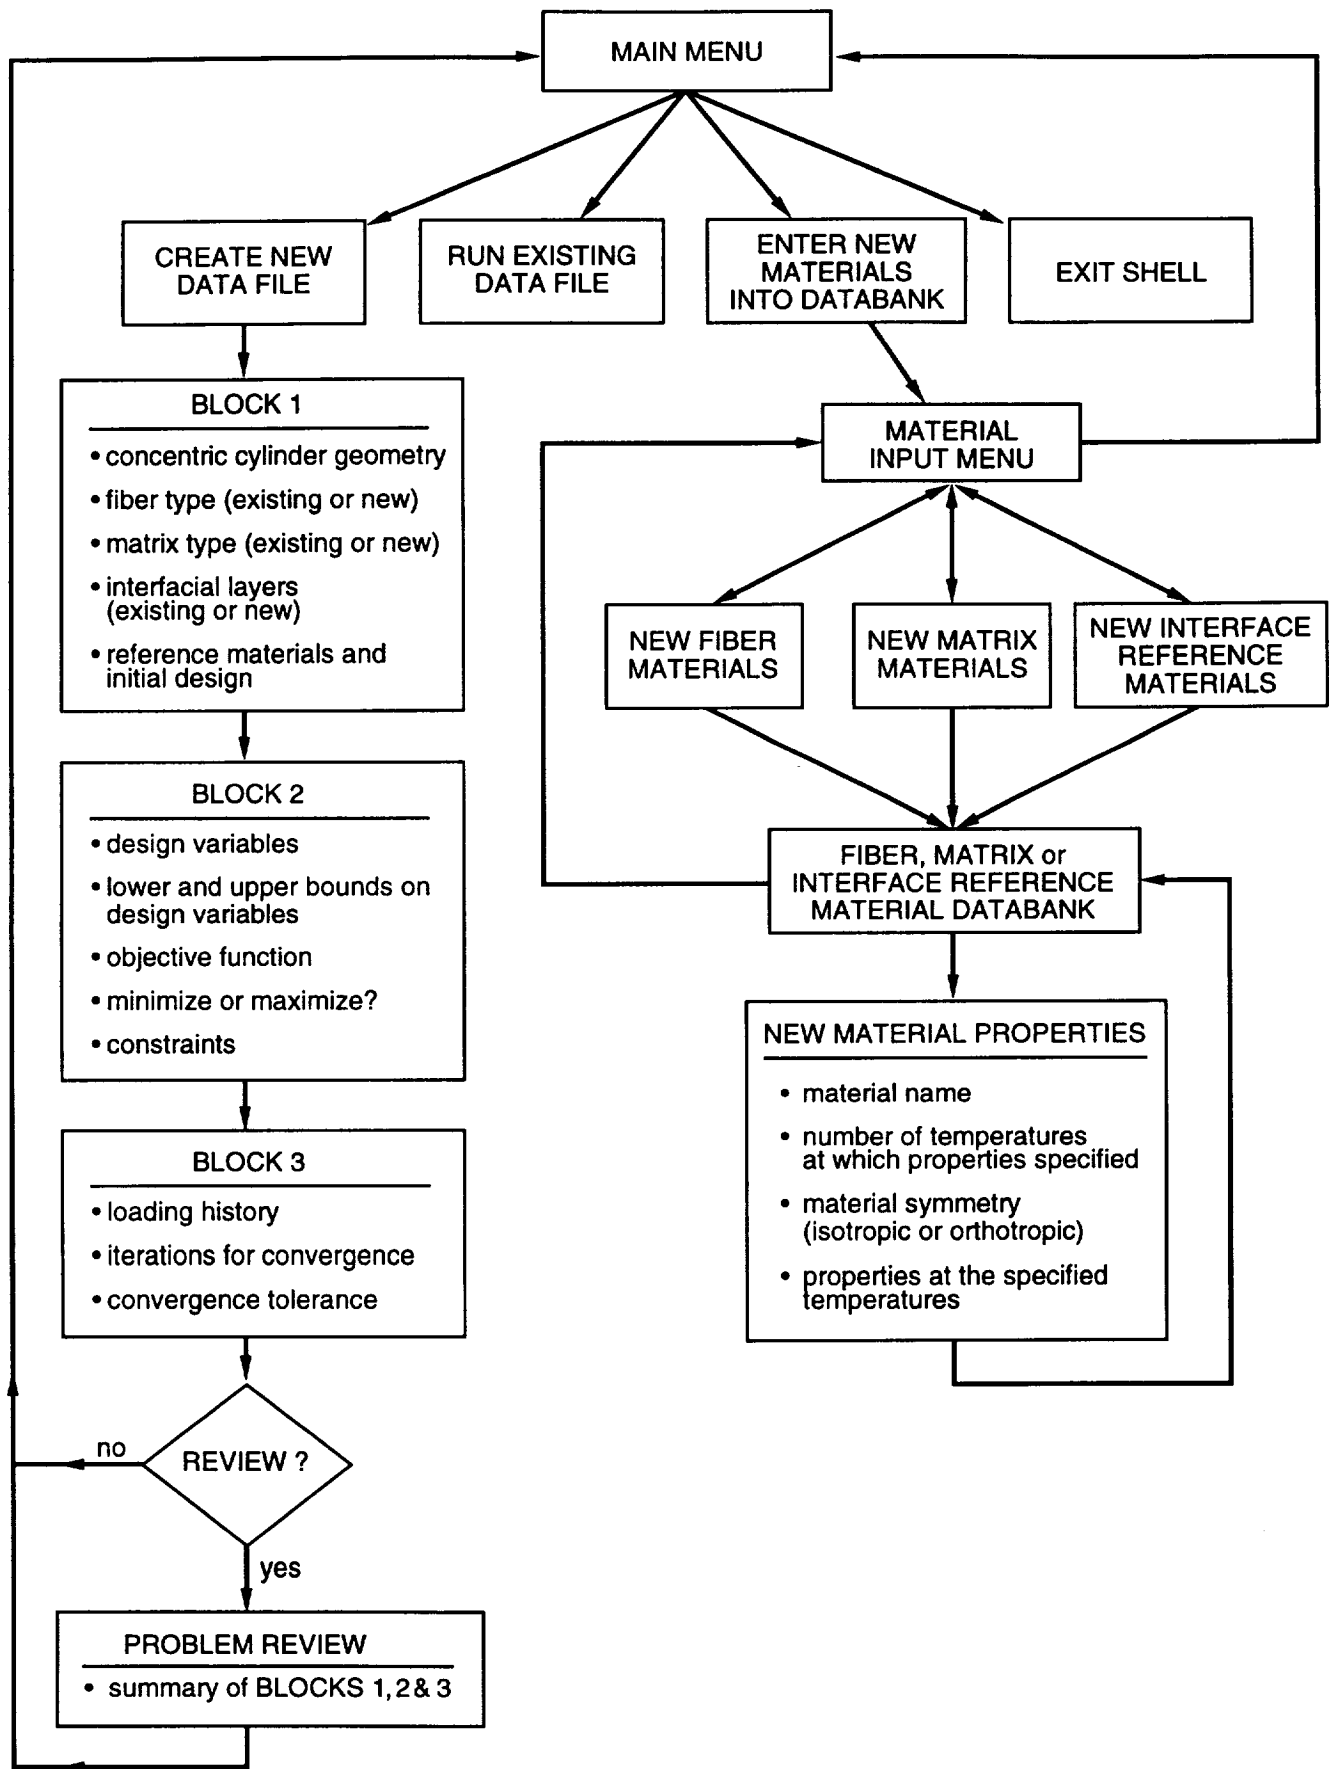 MAIN MENU
CREATE NEW
DATA FILE
RUN EXISTING
DATA FILE
ENTER NEW
MATERIALS
INTO DATABANK
EXIT SHELL
BLOCK 1
• concentric cylinder geometry
• fiber type (existing or new)
• matrix type (existing or new)
• interfacial layers
(existing or new)
• reference materials and
initial design
BLOCK 2
• design variables
• lower and upper bounds on
design variables
• objective function
• minimize or maximize?
• constraints
BLOCK 3
• loading history
• iterations for convergence
• convergence tolerance
REVIEW ?
no
yes
PROBLEM REVIEW
• summary of BLOCKS 1, 2 & 3
MATERIAL
INPUT MENU
NEW FIBER
MATERIALS
NEW MATRIX
MATERIALS
NEW INTERFACE
REFERENCE
MATERIALS
FIBER, MATRIX or
INTERFACE REFERENCE
MATERIAL DATABANK
NEW MATERIAL PROPERTIES
• material name
• number of temperatures
at which properties specified
• material symmetry
(isotropic or orthotropic)
• properties at the specified
temperatures